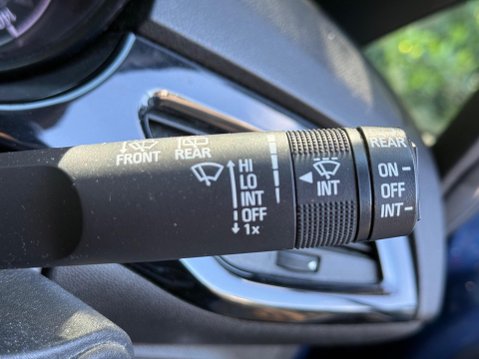 FRONT
REAR
HI
LO
INT
OFF
1x
INT
REAR
ON
OFF
INT